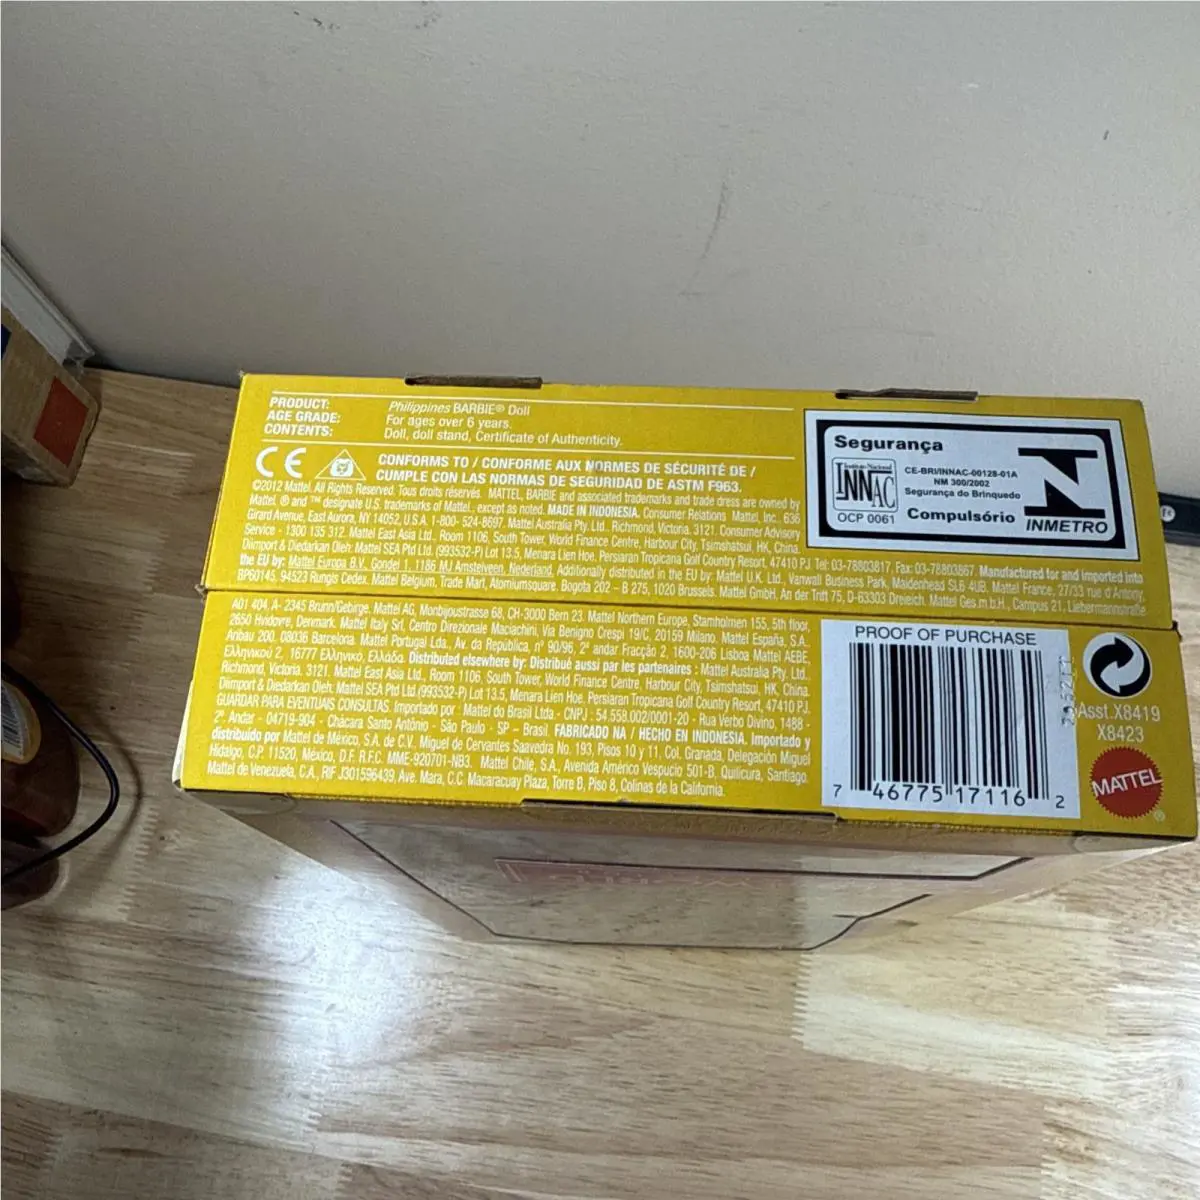 PRODUCT: Philippines BARBIE® Doll
AGE GRADE: For ages over 6 years.
CONTENTS: Doll, doll stand, Certificate of Authenticity.
CE
CONFORMS TO / CONFORME AUX NORMES DE SÉCURITÉ DE /
CUMPLE CON LAS NORMAS DE SEGURIDAD DE ASTM F963.
©2012 Mattel. All Rights Reserved. Tous droits réservés. MATTEL, BARBIE and associated trademarks and trade dress are owned by
Mattel. ® and ™ designate U.S. trademarks of Mattel, except as noted. MADE IN INDONESIA. Consumer Relations Mattel, Inc., 636
Girard Avenue, East Aurora, NY 14052, U.S.A. 1-800- 524-8697. Mattel Australia Pty. Ltd., Richmond, Victoria. 3121. Consumer Advisory
Service - 1300 135 312. Mattel East Asia Ltd., Room 1106, South Tower, World Finance Centre, Harbour City, Tsimshatsui, HK, China.
Diimport & Diedarkan Oleh: Mattel SEA Ptd Ltd. (993532-P) Lot 13.5, Menara Lien Hoe, Persiaran Tropicana Golf Country Resort, 47410 PJ. Tel: 03-78803817. Fax: 03-78803867. Manufactured for and imported into
the EU by: Mattel Europa B.V., Gondel 1, 1186 MJ Amstelveen, Nederland. Additionally distributed in the EU by: Mattel U.K. Ltd., Vanwall Business Park, Maidenhead SL6 4UB. Mattel France, 27/33 rue d'Antony,
BP60145, 94523 Rungis Cedex. Mattel Belgium, Trade Mart, Atomiumsquare, Bogota 202 - B 275, 1020 Brussels. Mattel GmbH, An der Trift 75, D-63303 Dreieich. Mattel Ges.m.b.H., Campus 21, Liebermannstraße
Segurança
Instituto Nacional
INNAC
OCP 0061
CE-BRI/INNAC-00128-01A
NM 300/2002
Segurança do Brinquedo
Compulsório
INMETRO
A01 404, A- 2345 Brunn/Gebirge. Mattel AG, Monbijoustrasse 68, CH-3000 Bern 23. Mattel Northern Europe, Stamholmen 155, 5th floor,
2650 Hvidovre, Denmark. Mattel Italy Srl, Centro Direzionale Maciachini, Via Benigno Crespi 19/C, 20159 Milano. Mattel España, S.A.
Aribau 200. 08036 Barcelona. Mattel Portugal Lda., Av. da República, nº 90/96, 2º andar Fracção 2, 1600-206 Lisboa. Mattel AEBE,
Ελληνικού 2, 16777 Ελληνικό, Ελλάδα. Distributed elsewhere by: Distribué aussi par les partenaires : Mattel Australia Pty. Ltd.,
Richmond, Victoria. 3121. Mattel East Asia Ltd., Room 1106, South Tower, World Finance Centre, Harbour City, Tsimshatsui, HK, China.
Diimport & Diedarkan Oleh: Mattel SEA Ptd Ltd.(993532-P) Lot 13.5, Menara Lien Hoe, Persiaran Tropicana Golf Country Resort, 47410 PJ.
GUARDAR PARA EVENTUAIS CONSULTAS. Importado por : Mattel do Brasil Ltda.- CNPJ : 54.558.002/0001-20 - Rua Verbo Divino, 1488 -
2º. Andar - 04719-904 - Chácara Santo Antônio - São Paulo - SP – Brasil. FABRICADO NA / HECHO EN INDONESIA. Importado y
distribuido por Mattel de México, S.A. de C.V., Miguel de Cervantes Saavedra No. 193, Pisos 10 y 11, Col. Granada, Delegación Miguel
Hidalgo, C.P. 11520, México, D.F. R.F.C. MME-920701-NB3. Mattel Chile, S.A., Avenida Américo Vespucio 501-B, Quilicura, Santiago.
Mattel de Venezuela, C.A., RIF J301596439, Ave. Mara, C.C. Macaracuay Plaza, Torre B, Piso 8, Colinas de la California.
PROOF OF PURCHASE
7 46775 17116 2
Asst.X8419
X8423
MATTEL
®